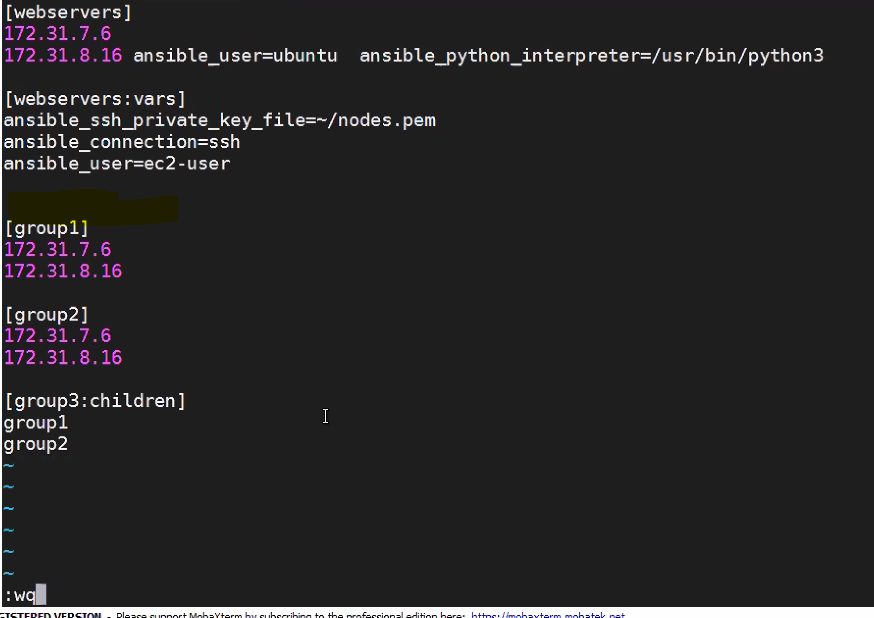 [webservers]
172.31.7.6
172.31.8.16 ansible_user=ubuntu  ansible_python_interpreter=/usr/bin/python3
[webservers:vars]
ansible_ssh_private_key_file=~/nodes.pem
ansible_connection=ssh
ansible_user=ec2-user
[group1]
172.31.7.6
172.31.8.16
[group2]
172.31.7.6
172.31.8.16
[group3:children]
group1
group2
~
~
~
~
~
~
:wq
GISTERED VERSION - Please support MobaXterm by subscribing to the professional edition here: https://mobaxterm.mobatek.net